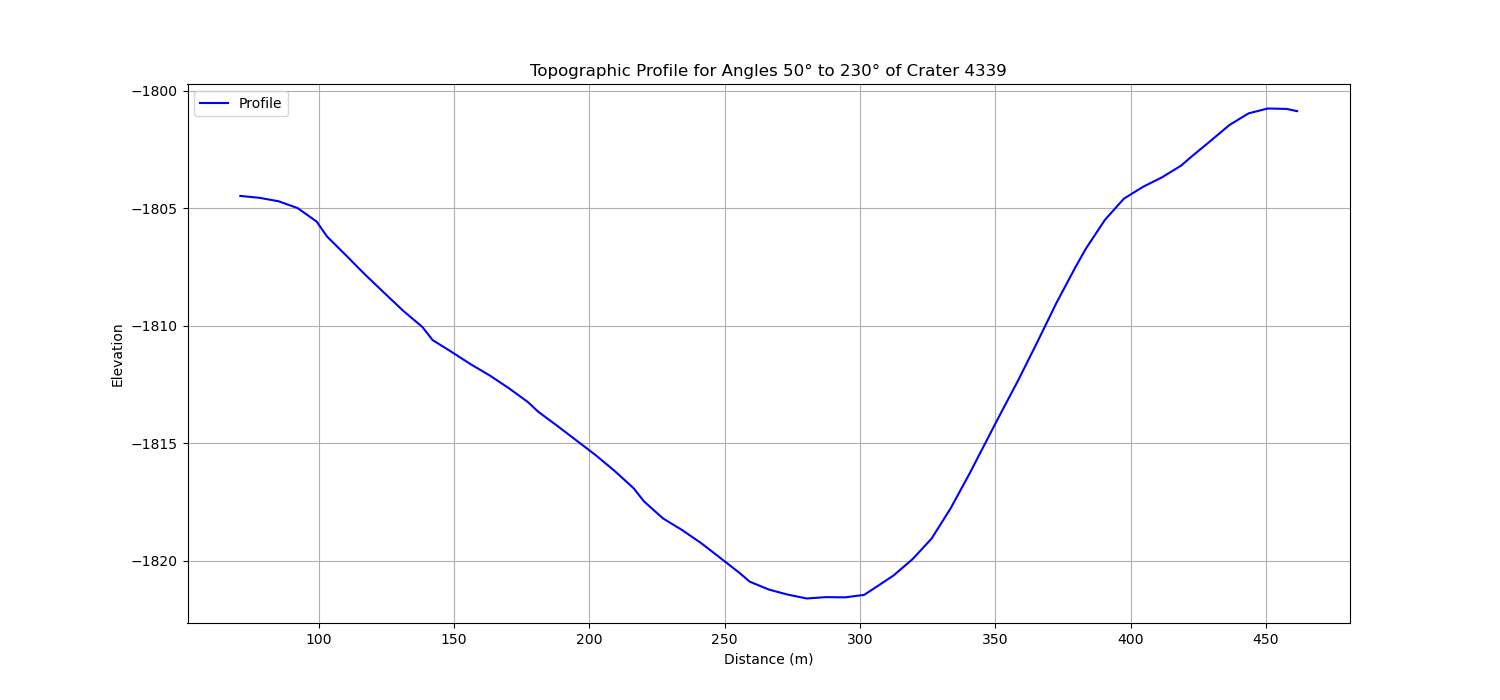 Topographic Profile for Angles 50° to 230° of Crater 4339
Profile
−1800
−1805
−1810
−1815
−1820
Elevation
100 150 200 250 300 350 400 450
Distance (m)